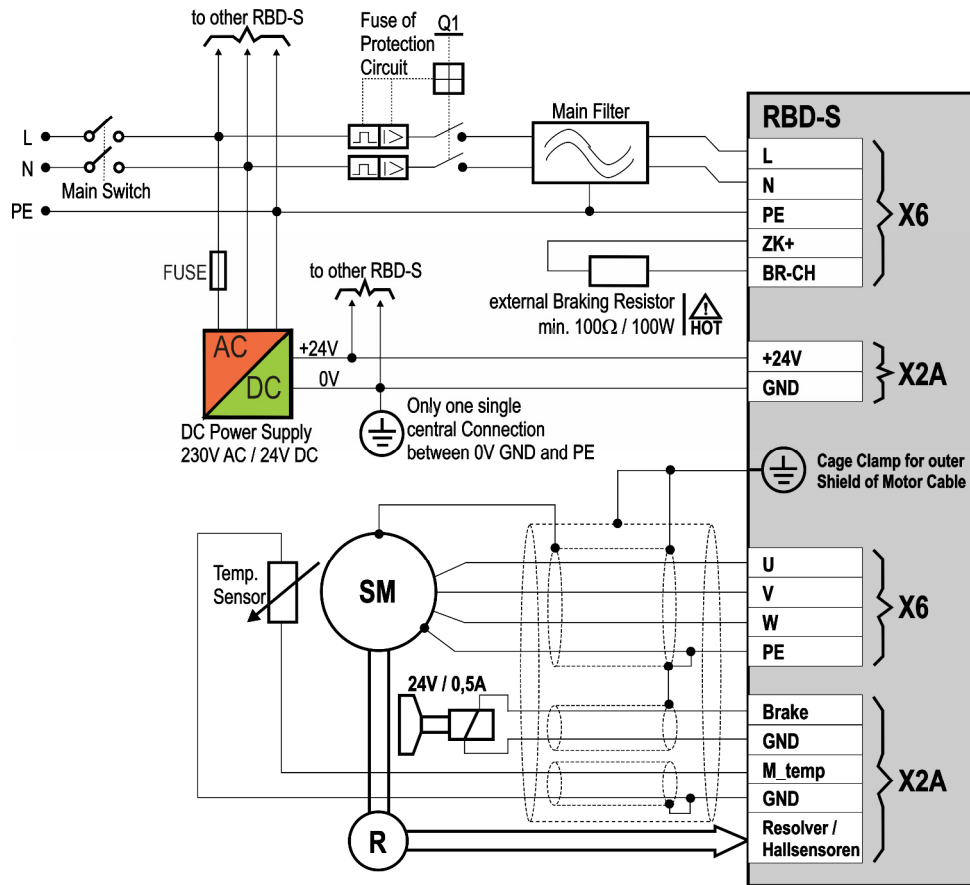 to other RBD-S
Fuse of
Protection
Circuit
Q1
L
N
Main Switch
PE
Main Filter
RBD-S
L
N
PE
ZK+
BR-CH
X6
FUSE
to other RBD-S
external Braking Resistor
min. 100Ω / 100W
HOT
AC
DC
+24V
0V
DC Power Supply
230V AC / 24V DC
Only one single
central Connection
between 0V GND and PE
+24V
GND
X2A
Cage Clamp for outer
Shield of Motor Cable
Temp.
Sensor
SM
U
V
W
PE
X6
24V / 0,5A
Brake
GND
M_temp
GND
Resolver /
Hallsensoren
X2A
R